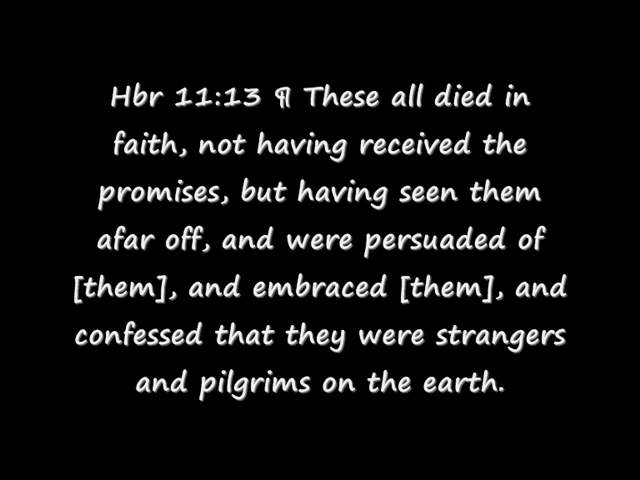 Hbr 11:13 ¶ These all died in
faith, not having received the
promises, but having seen them
afar off, and were persuaded of
[them], and embraced [them], and
confessed that they were strangers
and pilgrims on the earth.